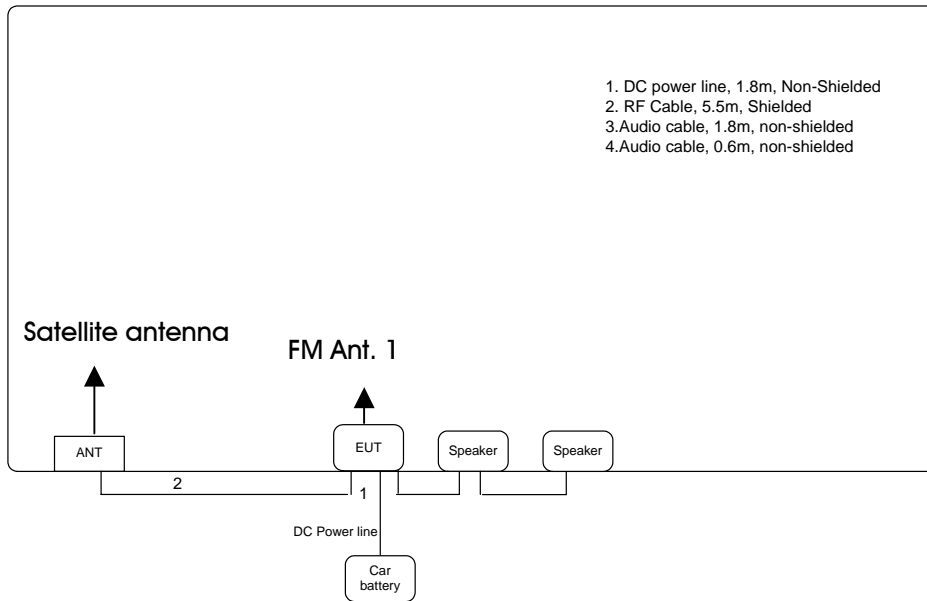 1. DC power line, 1.8m, Non-Shielded
2. RF Cable, 5.5m, Shielded
3.Audio cable, 1.8m, non-shielded
4.Audio cable, 0.6m, non-shielded
Satellite antenna
FM Ant. 1
ANT
EUT
Speaker
Speaker
2
1
DC Power line
Car
battery